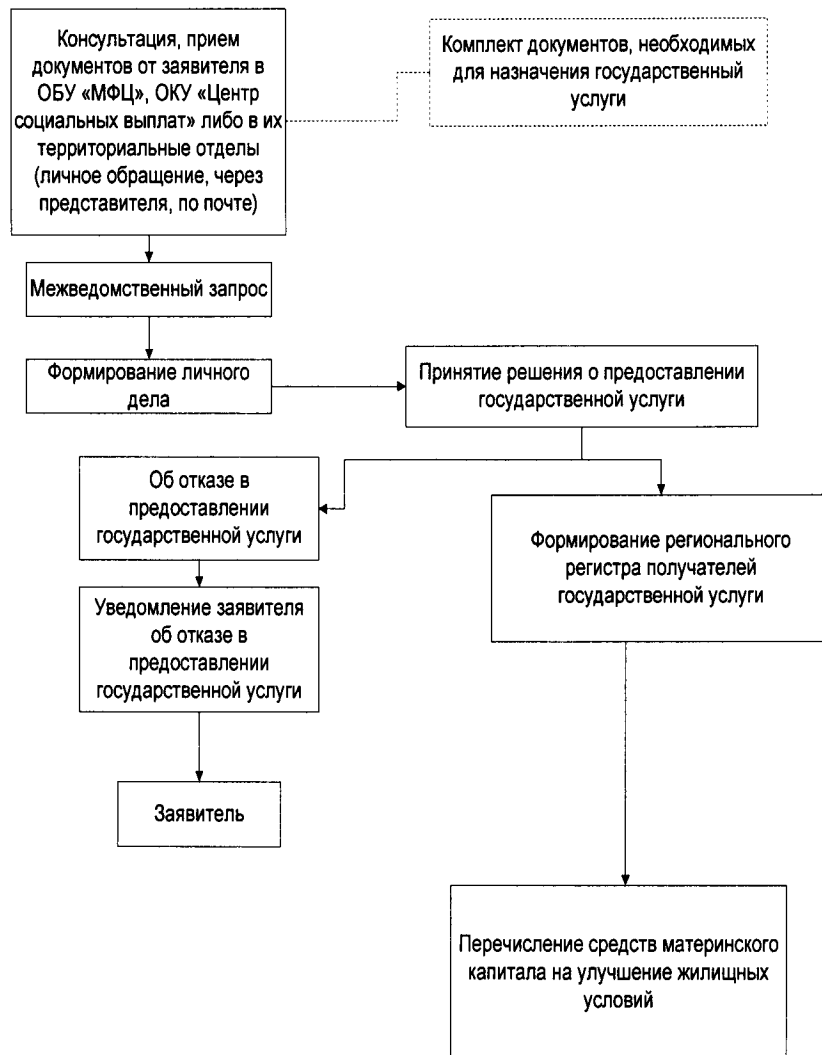 Консультация, прием
документов от заявителя в
ОБУ «МФЦ», ОКУ «Центр
социальных выплат» либо в их
территориальные отделы
(личное обращение, через
представителя, по почте)
Комплект документов, необходимых
для назначения государственный
услуги
Межведомственный запрос
Формирование личного
дела
Принятие решения о предоставлении
государственной услуги
Об отказе в
предоставлении
государственной услуги
Формирование регионального
регистра получателей
государственной услуги
Уведомление заявителя
об отказе в
предоставлении
государственной услуги
Заявитель
Перечисление средств материнского
капитала на улучшение жилищных
условий